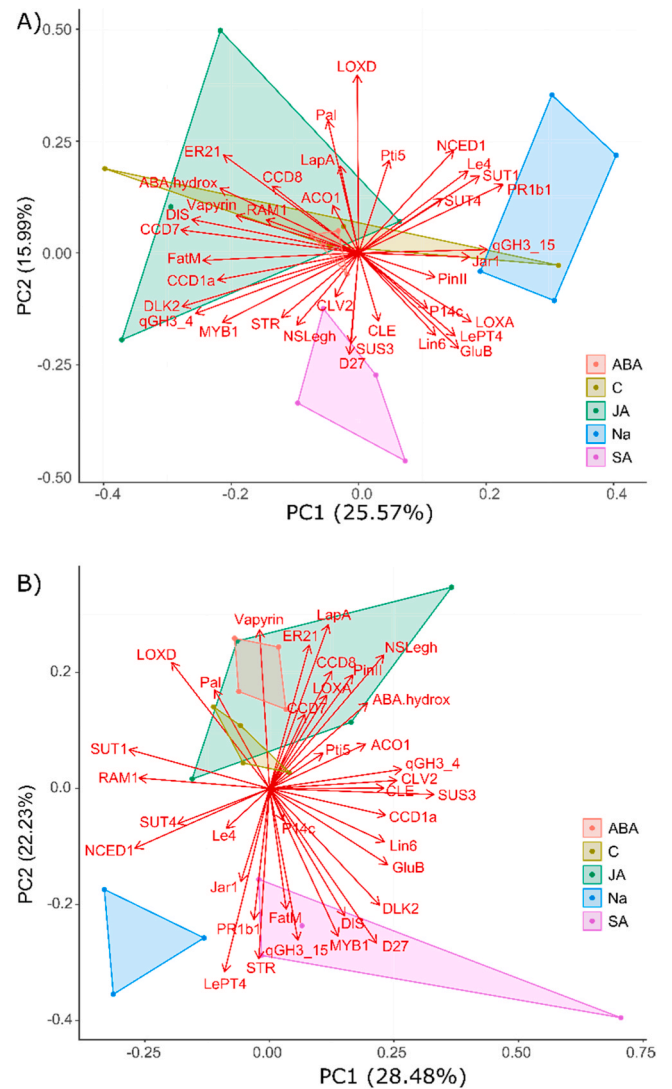 A)
0.50
LOXD
Pal
0.25
Pti5
NCED1
ER21
LapA
Le4
CCD8
SUT1
ABA.hydrox
ACO1
PR1b1
Vapyrin
RAM1
SUT4
DIS
CCD7
qGH3_15
0.00
FatM
Jar1
CCD1a
PinII
CLV2
DLK2
P14c
qGH3_4
STR
CLE
LOXA
MYB1
NSLegh
SUS3
Lin6
LePT4
D27
GluB
-0.25
-0.50
PC2 (15.99%)
ABA
C
JA
Na
SA
-0.4
-0.2
0.0
0.2
0.4
PC1 (25.57%)
B)
Vapyrin
LapA
ER21
LOXD
NSLegh
0.2
CCD8
Pal
PinII
LOXA
ABA.hydrox
CCD7
SUT1
Pti5
ACO1
RAM1
qGH3_4
CLV2
0.0
CLE
SUS3
SUT4
CCD1a
Le4
P14c
NCED1
Lin6
GluB
Jar1
DLK2
-0.2
PR1b1
FatM
DIS
qGH3_15
MYB1
D27
LePT4
STR
-0.4
PC2 (22.23%)
ABA
C
JA
Na
SA
-0.25
0.00
0.25
0.50
0.75
PC1 (28.48%)